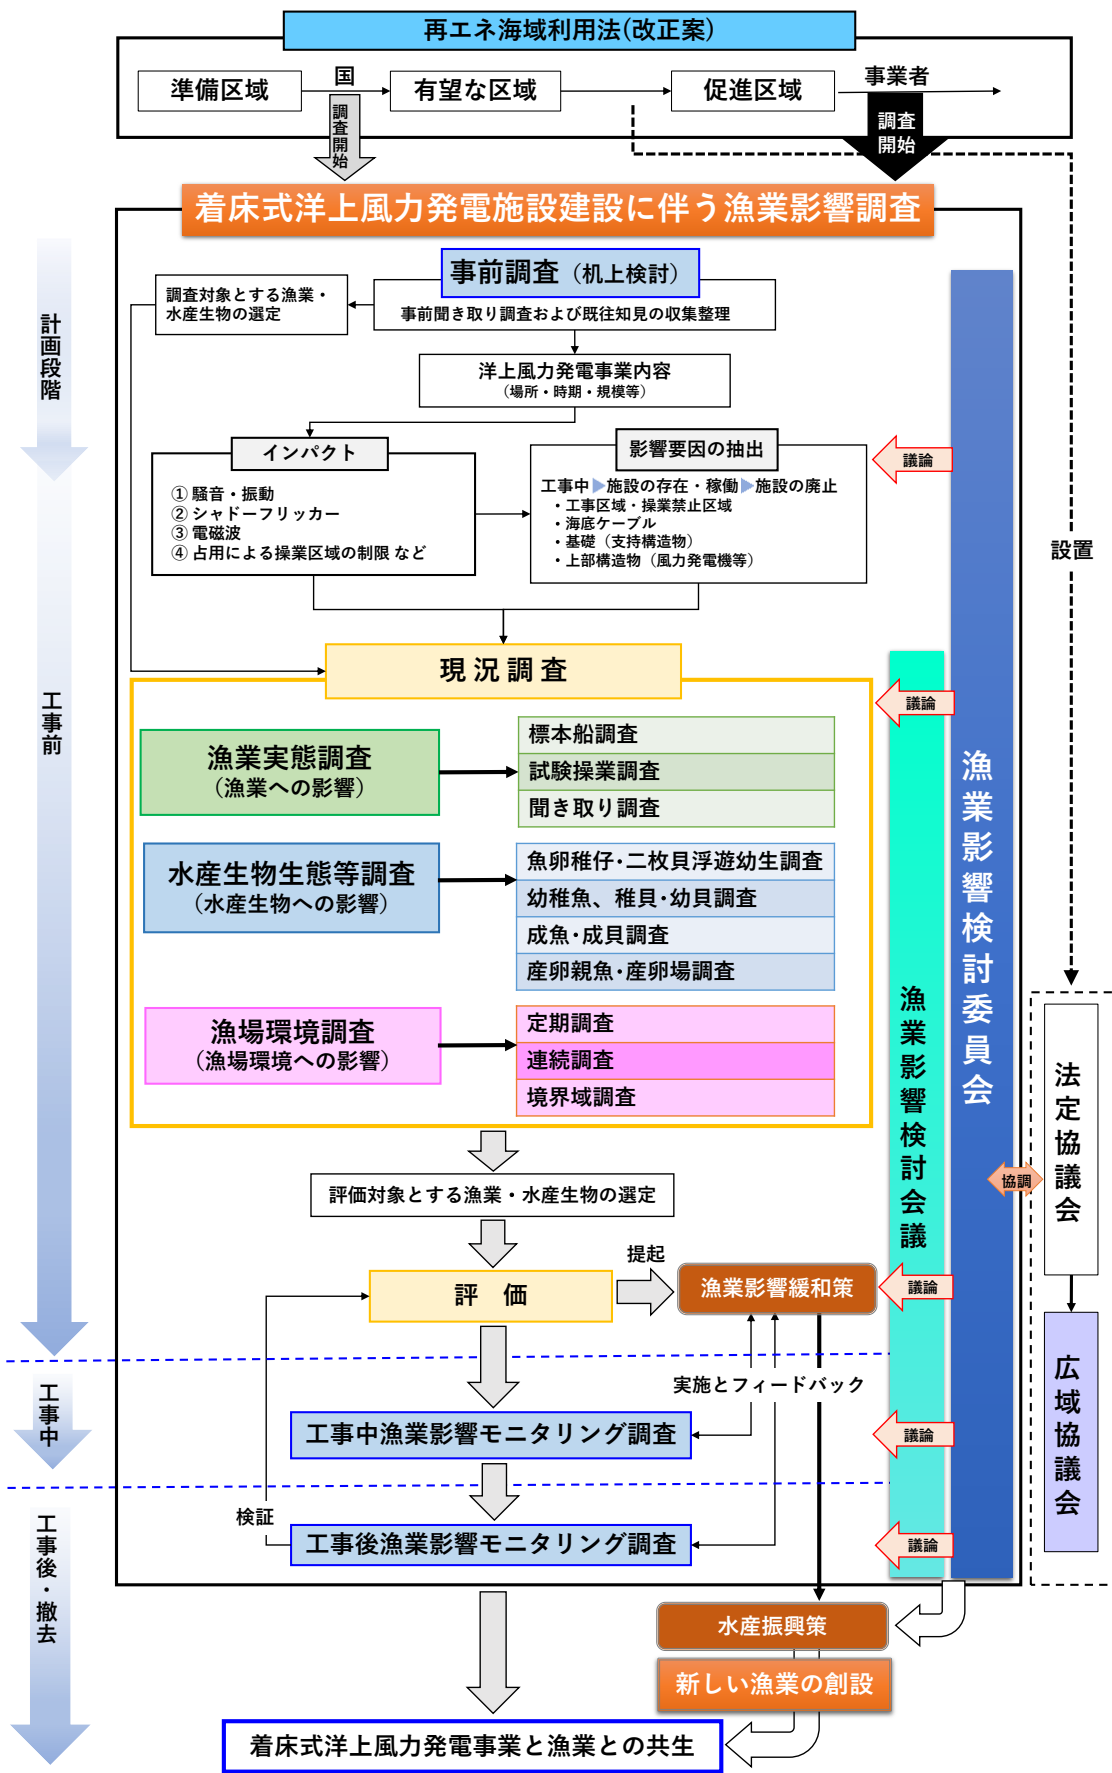 再エネ海域利用法(改正案)
準備区域
国
有望な区域
促進区域
事業者
調査開始
調査
開始
着床式洋上風力発電施設建設に伴う漁業影響調査
計画段階
事前調査（机上検討）
事前聞き取り調査および既往知見の収集整理
調査対象とする漁業・
水産生物の選定
洋上風力発電事業内容
（場所・時期・規模等）
インパクト
① 騒音・振動
② シャドーフリッカー
③ 電磁波
④ 占用による操業区域の制限 など
影響要因の抽出
工事中▶施設の存在・稼働▶施設の廃止
・工事区域・操業禁止区域
・海底ケーブル
・基礎（支持構造物）
・上部構造物（風力発電機等）
議論
設置
工事前
現況調査
議論
漁業実態調査
（漁業への影響）
標本船調査
試験操業調査
聞き取り調査
水産生物生態等調査
（水産生物への影響）
魚卵稚仔・二枚貝浮遊幼生調査
幼稚魚、稚貝・幼貝調査
成魚・成貝調査
産卵親魚・産卵場調査
漁場環境調査
（漁場環境への影響）
定期調査
連続調査
境界域調査
漁業影響検討会議
漁業影響検討委員会
法定協議会
協調
広域協議会
評価対象とする漁業・水産生物の選定
評　価
提起
漁業影響緩和策
議論
実施とフィードバック
工事中
工事中漁業影響モニタリング調査
議論
検証
工事後漁業影響モニタリング調査
議論
工事後・撤去
水産振興策
新しい漁業の創設
着床式洋上風力発電事業と漁業との共生